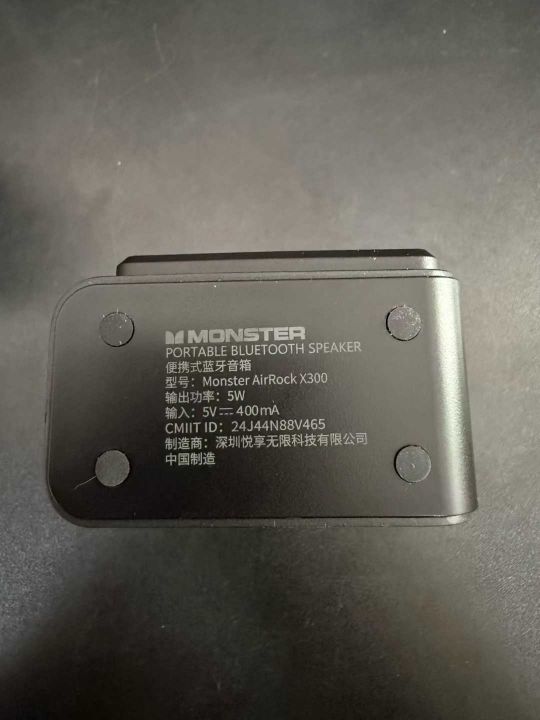 MONSTER
PORTABLE BLUETOOTH SPEAKER
便携式蓝牙音箱
型号：Monster AirRock X300
输出功率：5W
输入：5V⎓400mA
CMIIT ID：24J44N88V465
制造商：深圳悦享无限科技有限公司
中国制造